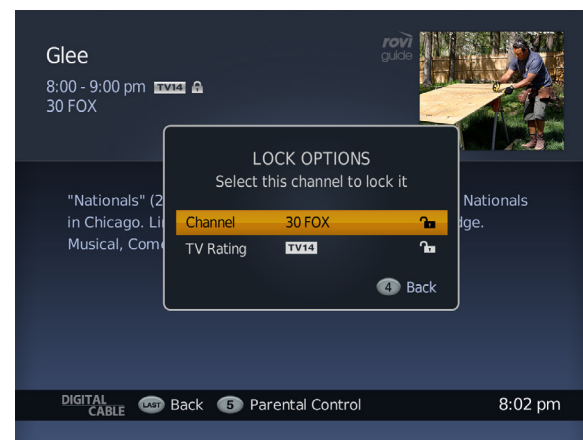 Glee
rovi
guide
8:00 - 9:00 pm TV14
30 FOX
LOCK OPTIONS
Select this channel to lock it
"Nationals" (2 Nationals
in Chicago. Li dge.
Musical, Come
Channel 30 FOX
TV Rating TV14
4 Back
DIGITAL
CABLE LAST Back 5 Parental Control 8:02 pm